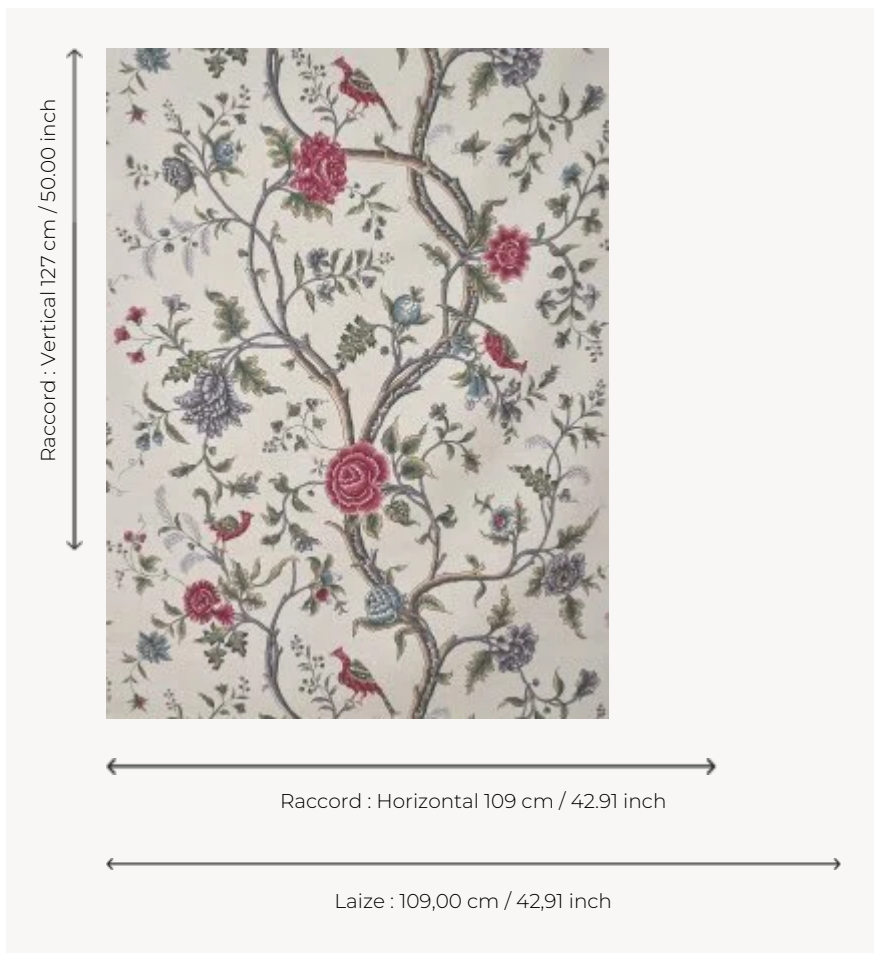 Raccord : Vertical 127 cm / 50.00 inch
Raccord : Horizontal 109 cm / 42.91 inch
Laize : 109,00 cm / 42,91 inch